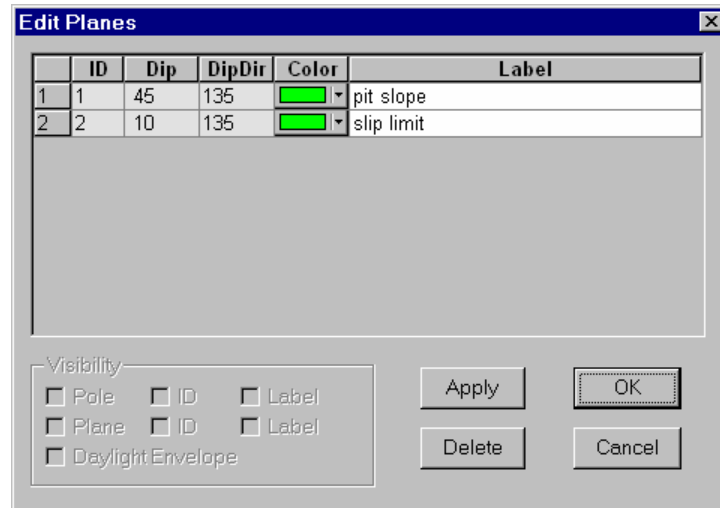 Edit Planes
ID Dip DipDir Color Label
1 1 45 135 pit slope
2 2 10 135 slip limit
Visibility
Pole ID Label
Plane ID Label
Daylight Envelope
Apply OK
Delete Cancel